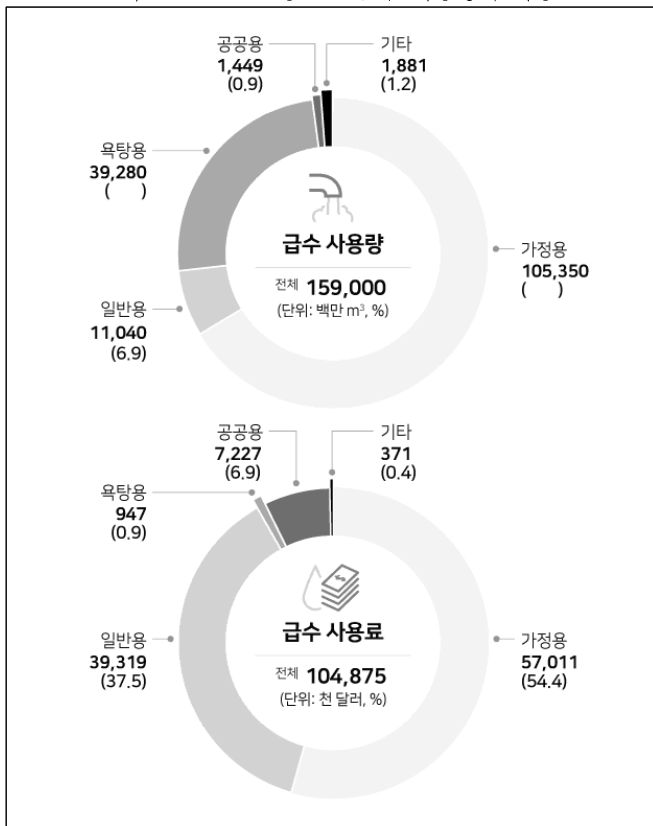 공공용
1,449
(0.9)
기타
1,881
(1.2)
욕탕용
39,280
(    )
급수 사용량
전체 159,000
(단위: 백만 m³, %)
가정용
105,350
(    )
일반용
11,040
(6.9)
공공용
7,227
(6.9)
기타
371
(0.4)
욕탕용
947
(0.9)
급수 사용료
전체 104,875
(단위: 천 달러, %)
일반용
39,319
(37.5)
가정용
57,011
(54.4)